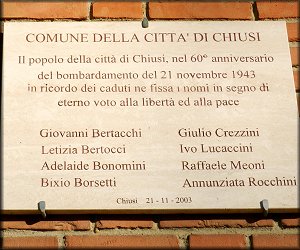 COMUNE DELLA CITTA' DI CHIUSI
Il popolo della città di Chiusi, nel 60° anniversario
del bombardamento del 21 novembre 1943
in ricordo dei caduti ne fissa i nomi in segno di
eterno voto alla libertà ed alla pace
Giovanni Bertacchi Giulio Crezzini
Letizia Bertocci Ivo Lucaccini
Adelaide Bonomini Raffaele Meoni
Bixio Borsetti Annunziata Rocchini
Chiusi 21 - 11 - 2003